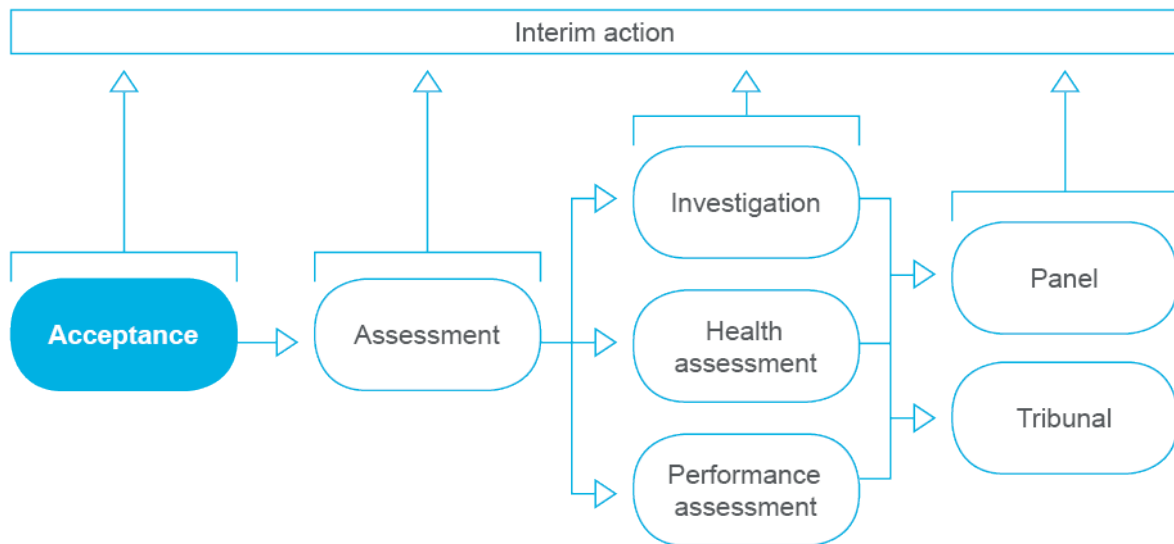 Interim action
Acceptance
Assessment
Investigation
Health
assessment
Performance
assessment
Panel
Tribunal